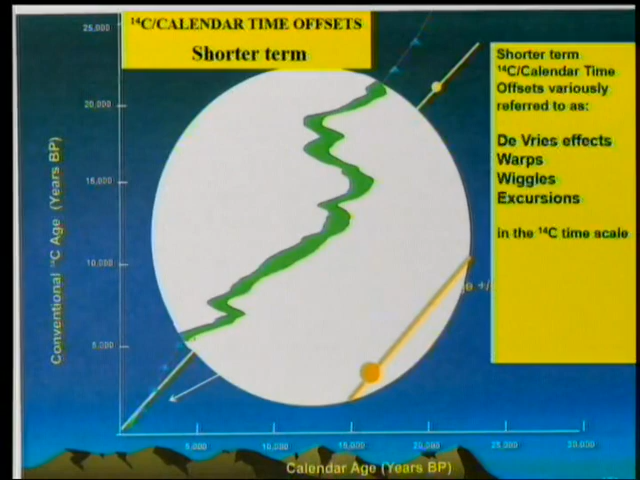 ¹⁴C/CALENDAR TIME OFFSETS
Shorter term
Shorter term
¹⁴C/Calendar Time
Offsets variously
referred to as:
De Vries effects
Warps
Wiggles
Excursions
in the ¹⁴C time scale
Conventional ¹⁴C Age (Years BP)
25,000
20,000
15,000
10,000
5,000
+/
5,000
10,000
15,000
20,000
25,000
30,000
Calendar Age (Years BP)